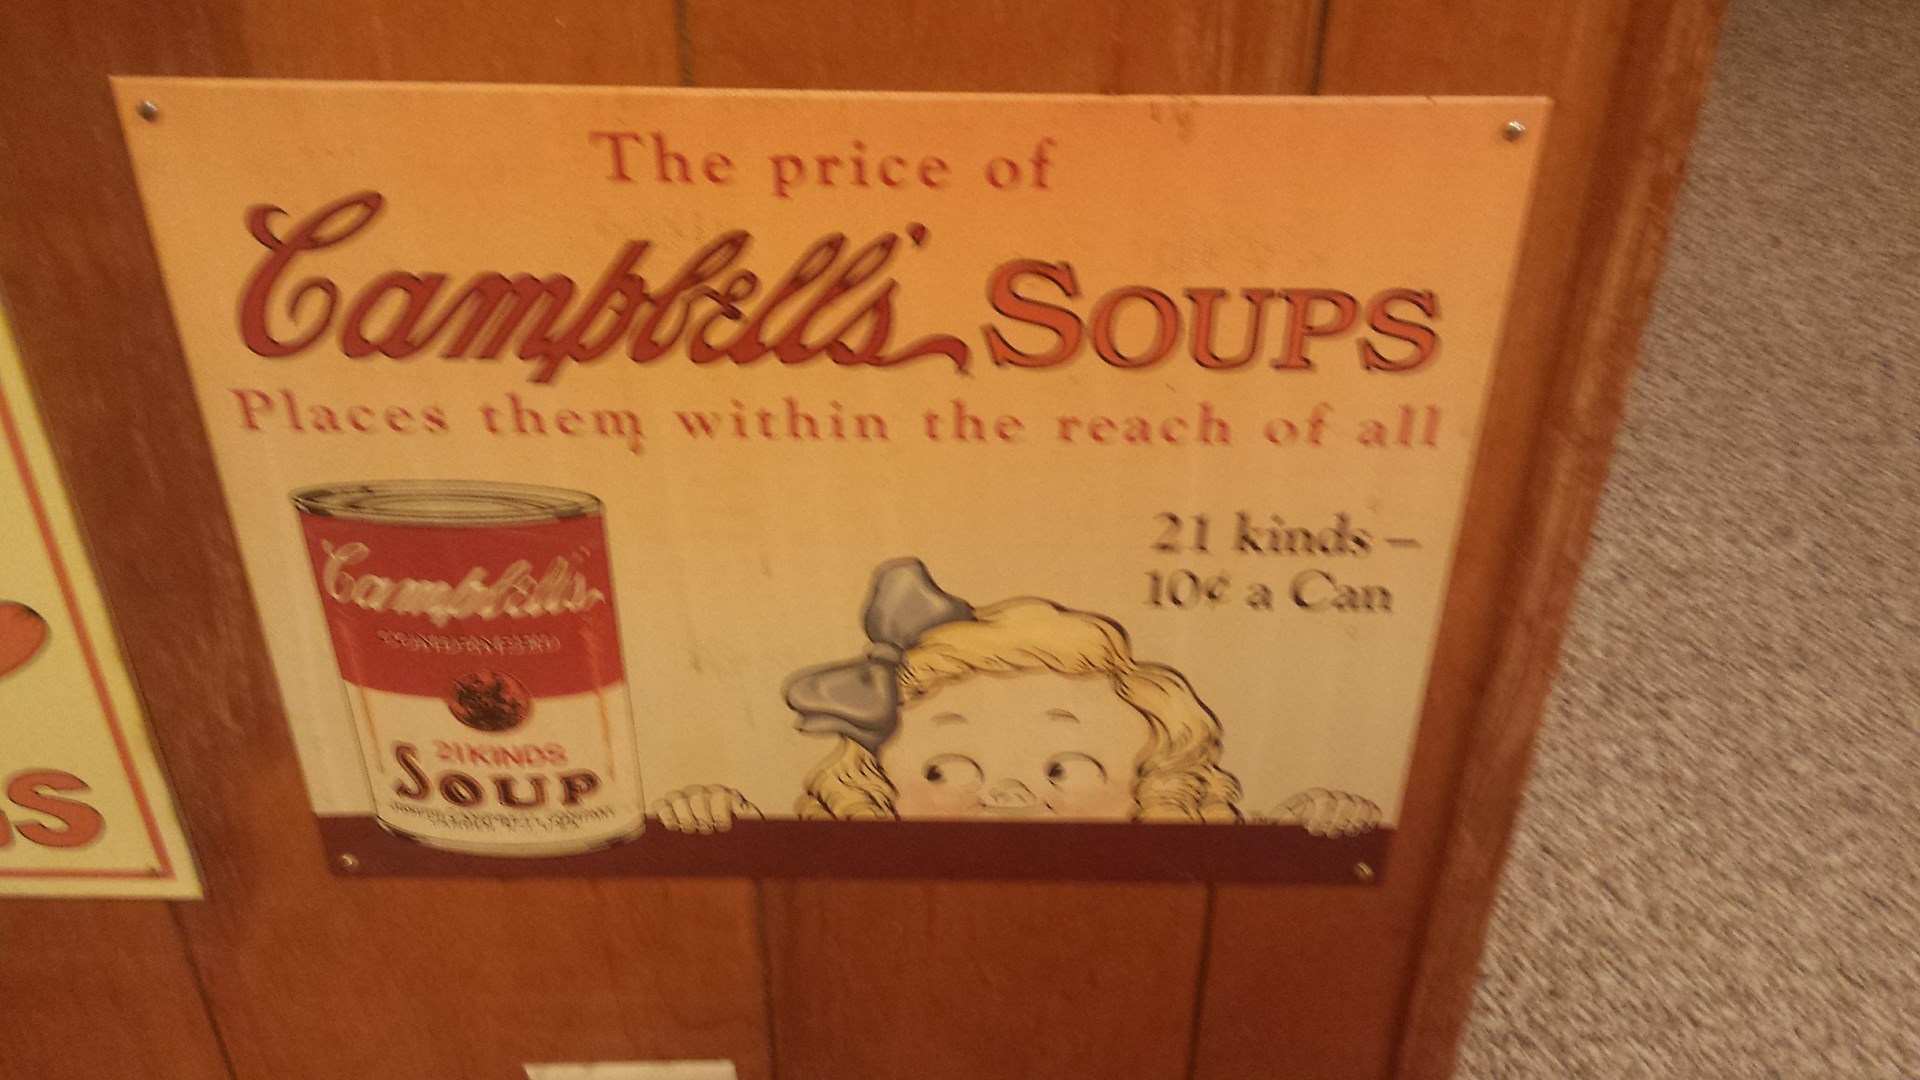 The price of
Campbell's SOUPS
Places them within the reach of all
21 kinds –
10¢ a Can
Campbell's
CONDENSED
21 KINDS
SOUP